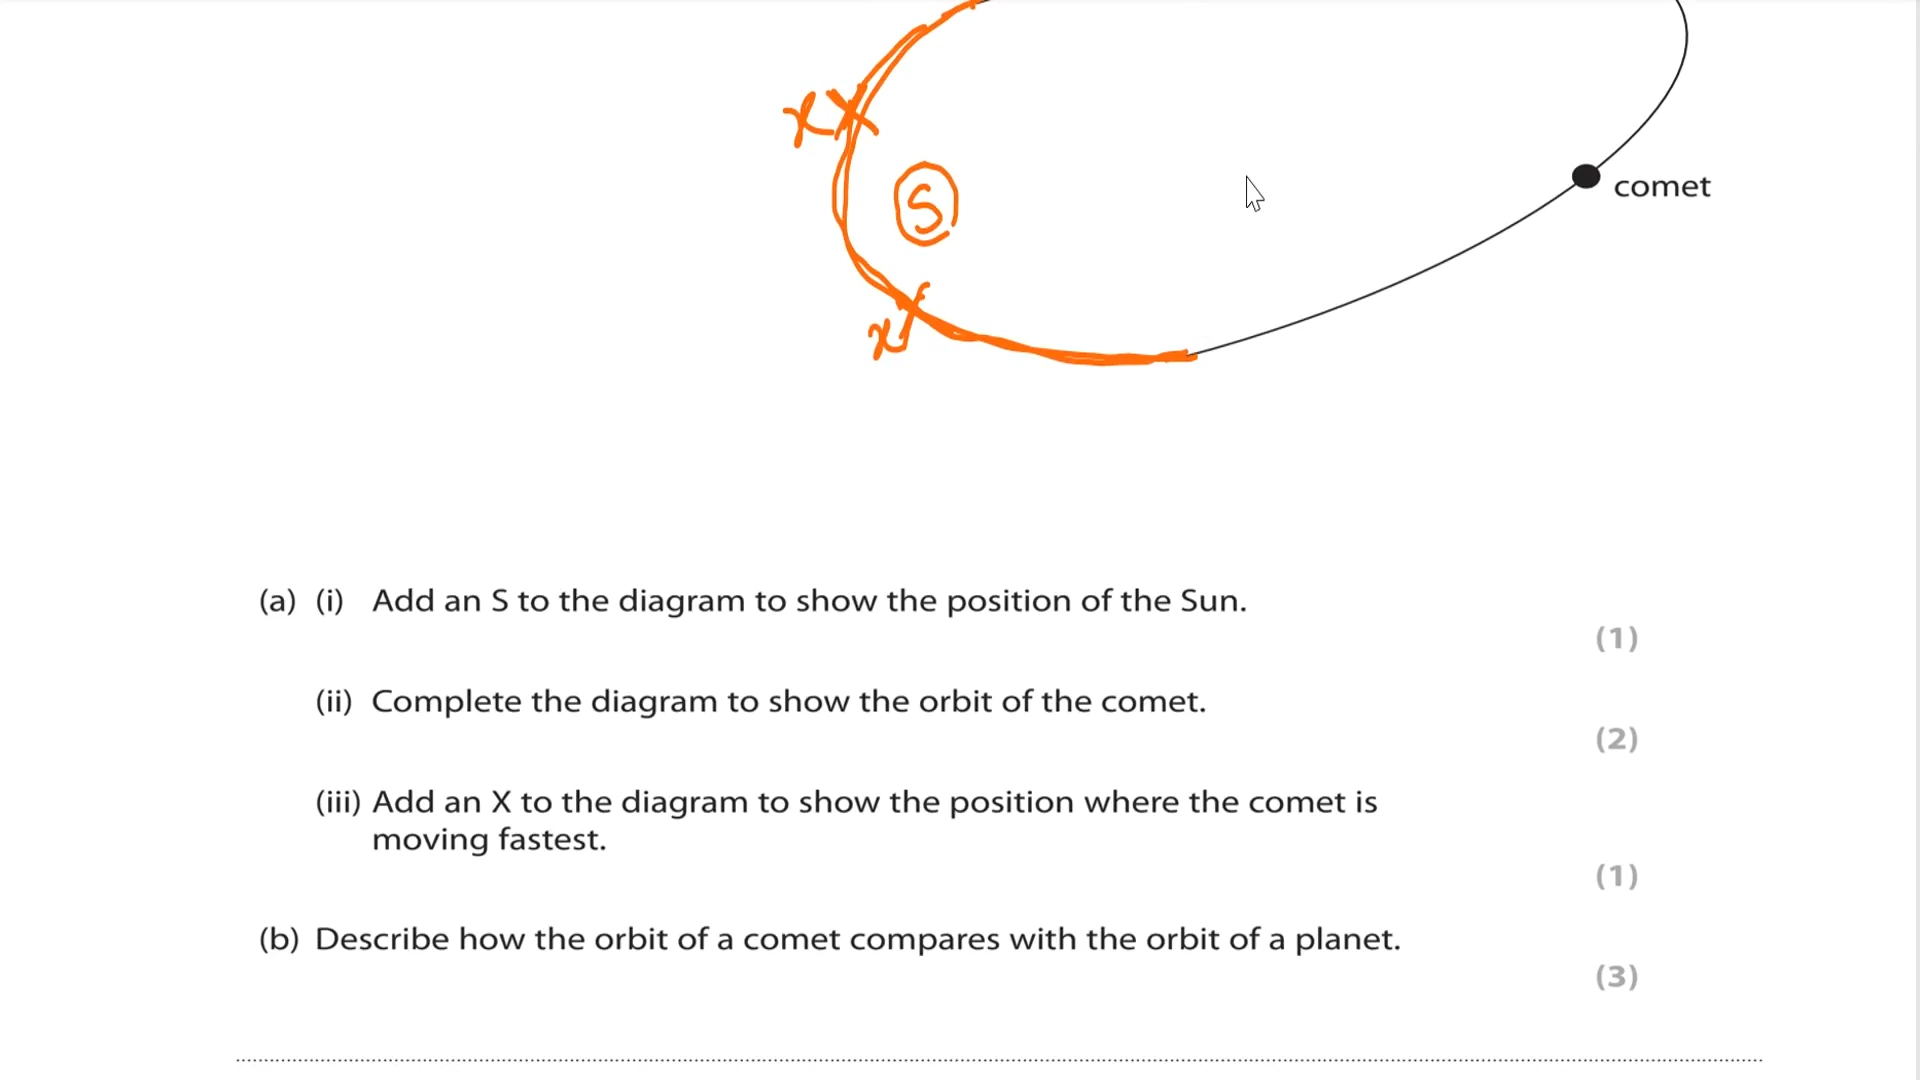 x X
S
comet
x X
(a) (i) Add an S to the diagram to show the position of the Sun.
(1)
(ii) Complete the diagram to show the orbit of the comet.
(2)
(iii) Add an X to the diagram to show the position where the comet is
moving fastest.
(1)
(b) Describe how the orbit of a comet compares with the orbit of a planet.
(3)